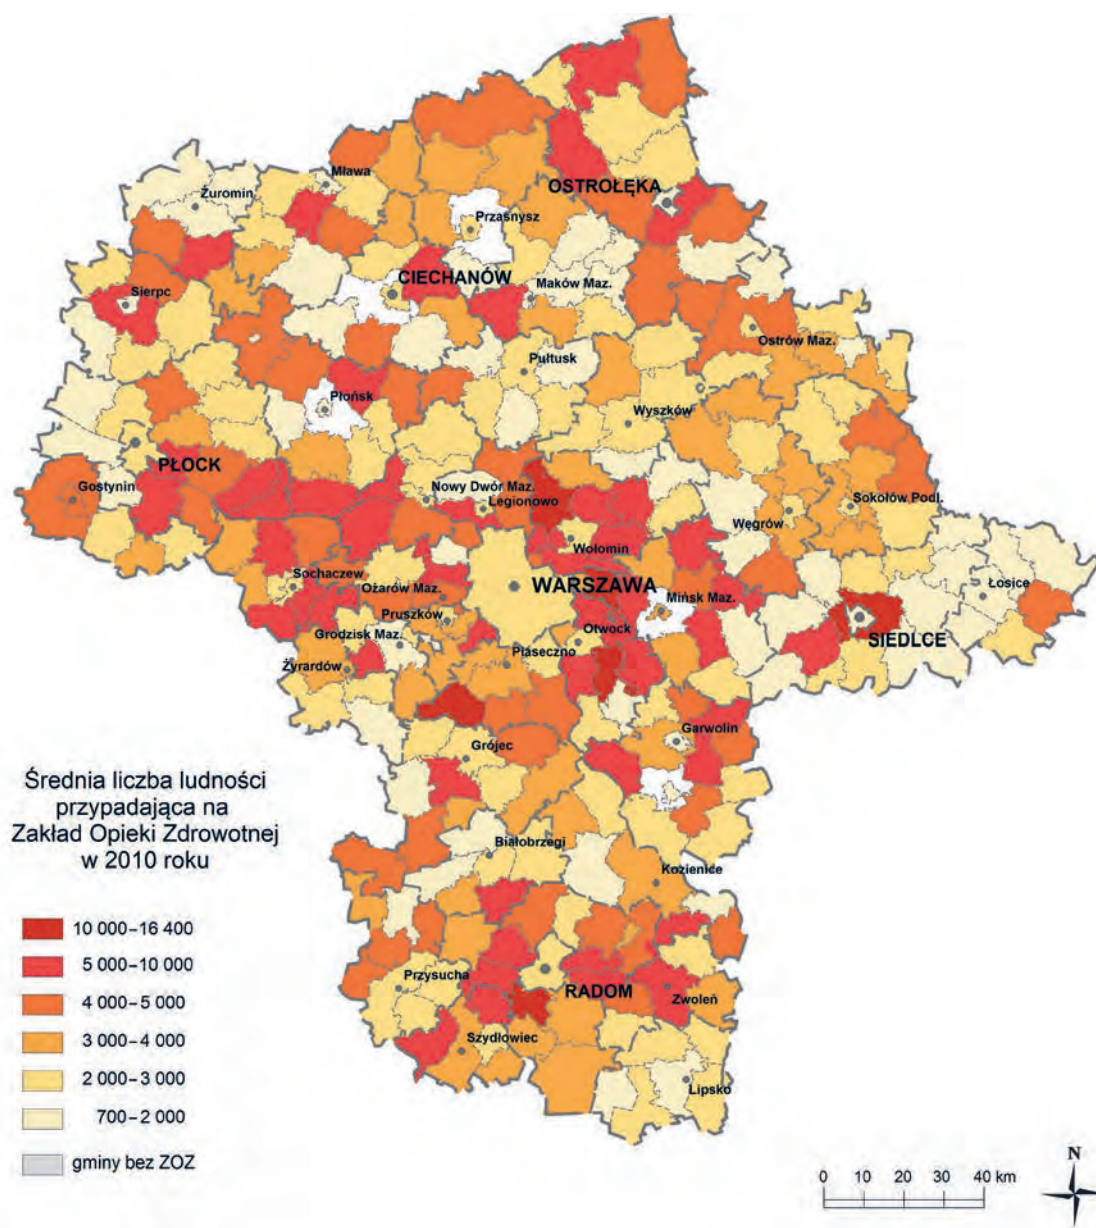 Mława
Żuromin
OSTROŁĘKA
Przasnysz
CIECHANÓW
Maków Maz.
Sierpc
Ostrów Maz.
Pułtusk
Płońsk
Wyszków
PŁOCK
Gostynin
Nowy Dwór Maz.
Legionowo
Sokołów Podl.
Węgrów
Wołomin
Sochaczew
WARSZAWA
Łosice
Ożarów Maz.
Mińsk Maz.
Pruszków
Grodzisk Maz.
Otwock
SIEDLCE
Piaseczno
Żyrardów
Garwolin
Grójec
Średnia liczba ludności
przypadająca na
Zakład Opieki Zdrowotnej
w 2010 roku
Białobrzegi
Kozienice
10 000–16 400
5 000–10 000
4 000–5 000
3 000–4 000
2 000–3 000
700–2 000
gminy bez ZOZ
Przysucha
RADOM
Zwoleń
Szydłowiec
Lipsko
N
0 10 20 30 40 km